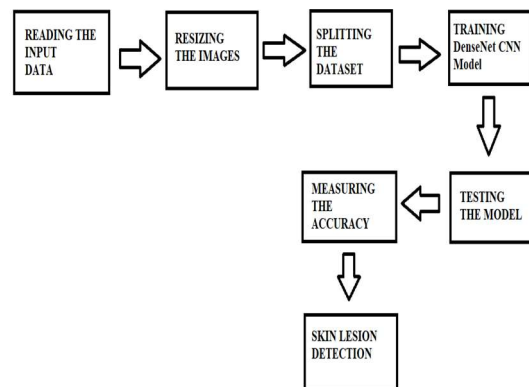 READING THE
INPUT
DATA
RESIZING
THE IMAGES
SPLITTING
THE
DATASET
TRAINING
DenseNet CNN
Model
TESTING
THE MODEL
MEASURING
THE
ACCURACY
SKIN LESION
DETECTION